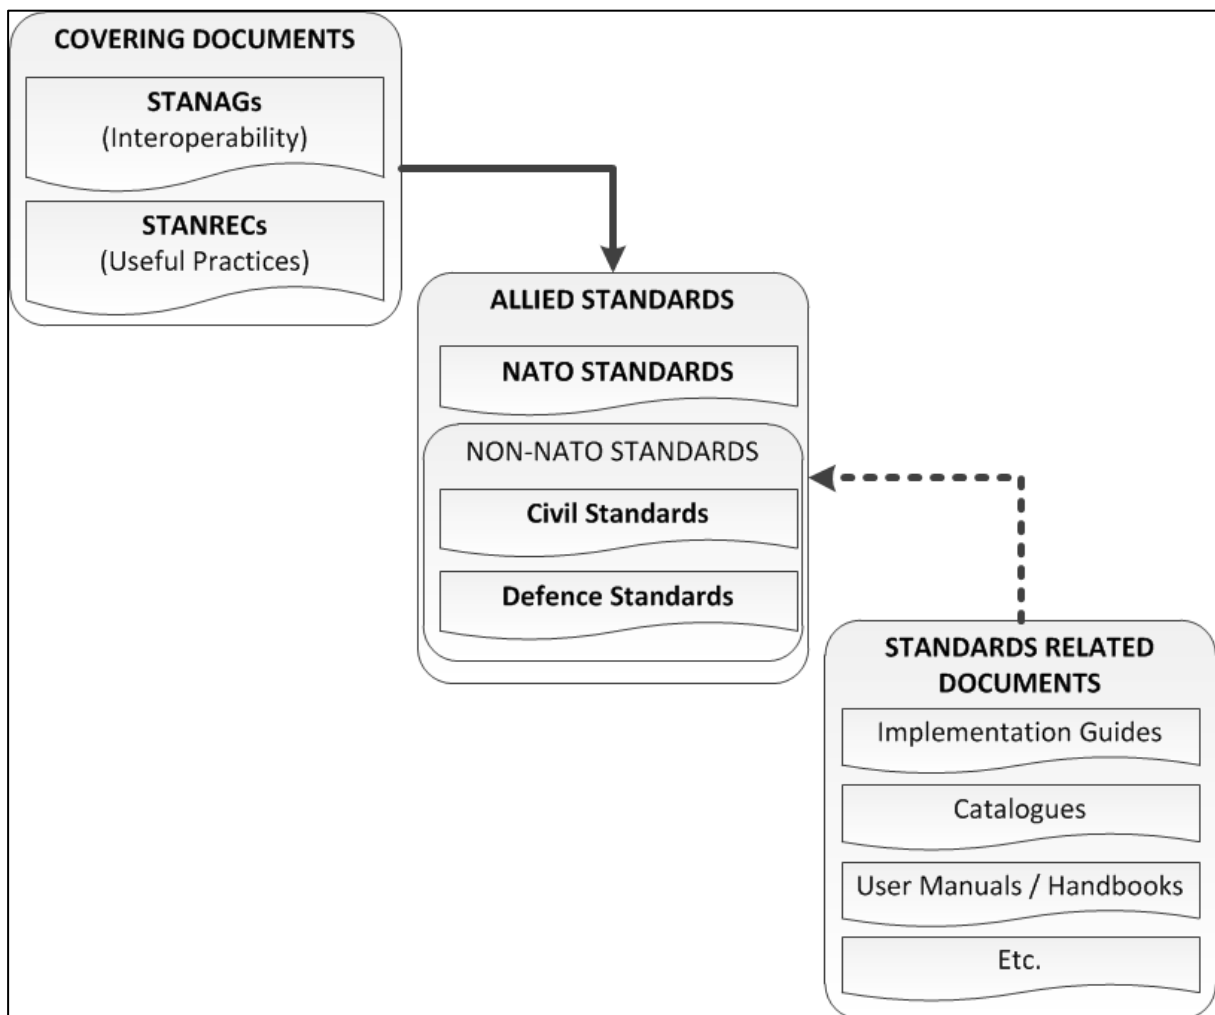 COVERING DOCUMENTS
STANAGs
(Interoperability)
STANRECs
(Useful Practices)
ALLIED STANDARDS
NATO STANDARDS
NON-NATO STANDARDS
Civil Standards
Defence Standards
STANDARDS RELATED
DOCUMENTS
Implementation Guides
Catalogues
User Manuals / Handbooks
Etc.